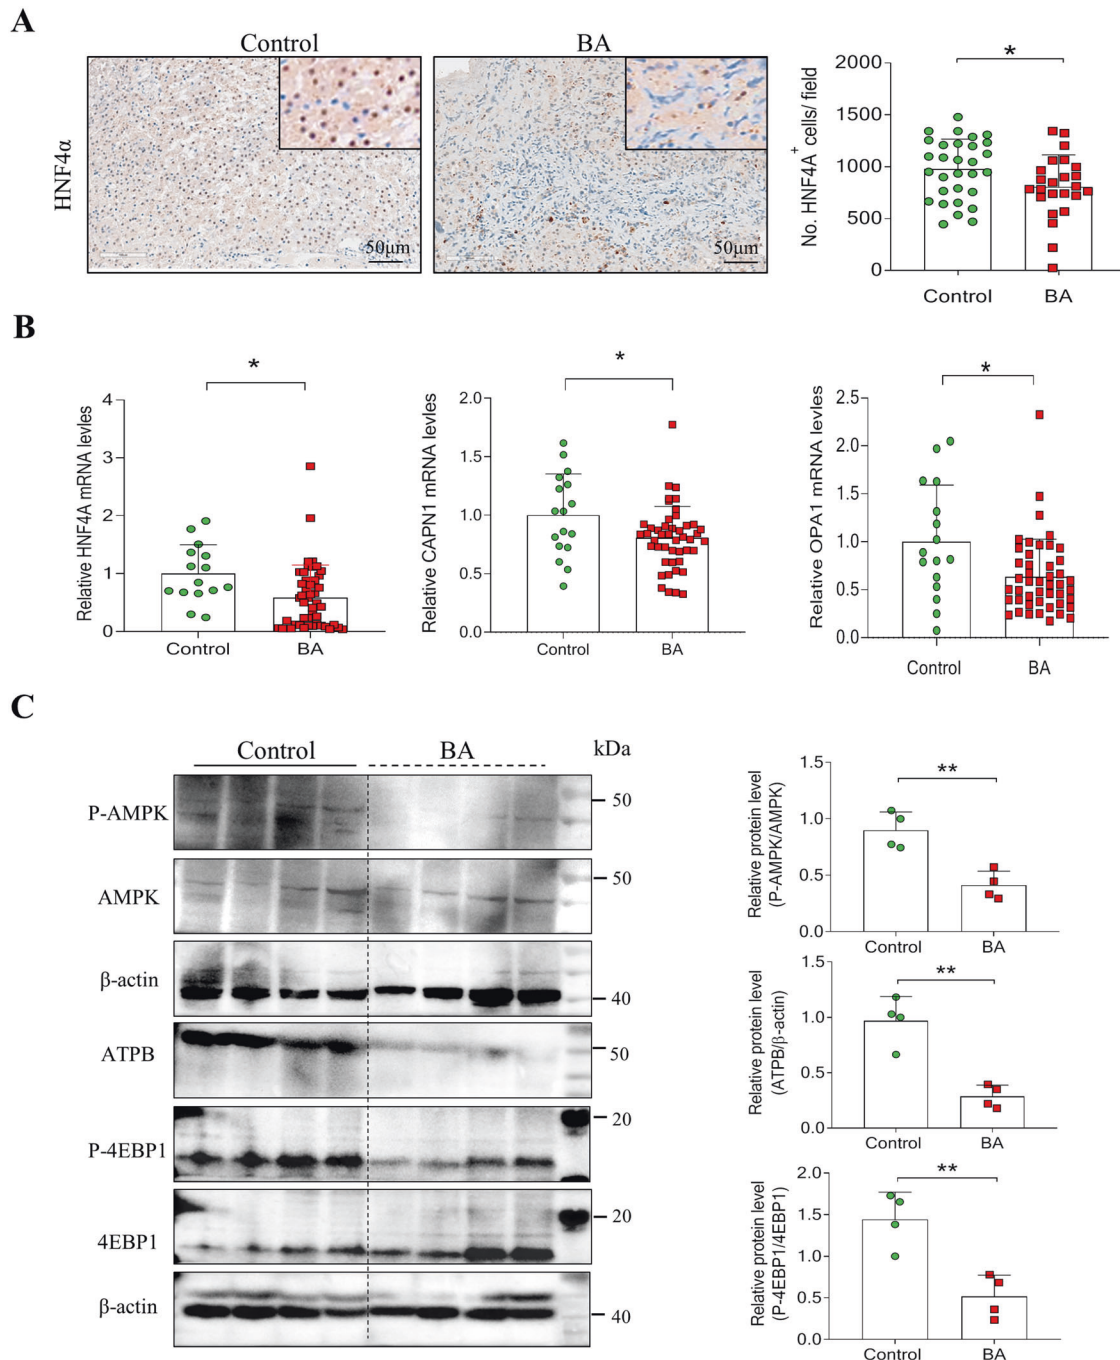 A
Control
BA
HNF4α
50μm
50μm
*
No. HNF4A⁺ cells/ field
2000
1500
1000
500
0
Control
BA
B
*
Relative HNF4A mRNA levles
4
3
2
1
0
Control
BA
*
Relative CAPN1 mRNA levles
2.0
1.5
1.0
0.5
0.0
Control
BA
*
Relative OPA1 mRNA levles
2.5
2.0
1.5
1.0
0.5
0.0
Control
BA
C
Control
BA
kDa
P-AMPK
50
AMPK
50
β-actin
40
ATPB
50
P-4EBP1
20
4EBP1
20
β-actin
40
**
Relative protein level
(P-AMPK/AMPK)
1.5
1.0
0.5
0.0
Control
BA
**
Relative protein level
(ATPB/β-actin)
1.5
1.0
0.5
0.0
Control
BA
**
Relative protein level
(P-4EBP1/4EBP1)
2.0
1.5
1.0
0.5
0.0
Control
BA